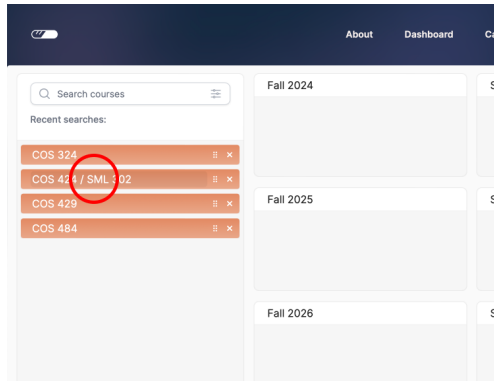 About Dashboard
Search courses
Recent searches:
COS 324
COS 424 / SML 302
COS 429
COS 484
Fall 2024
Fall 2025
Fall 2026